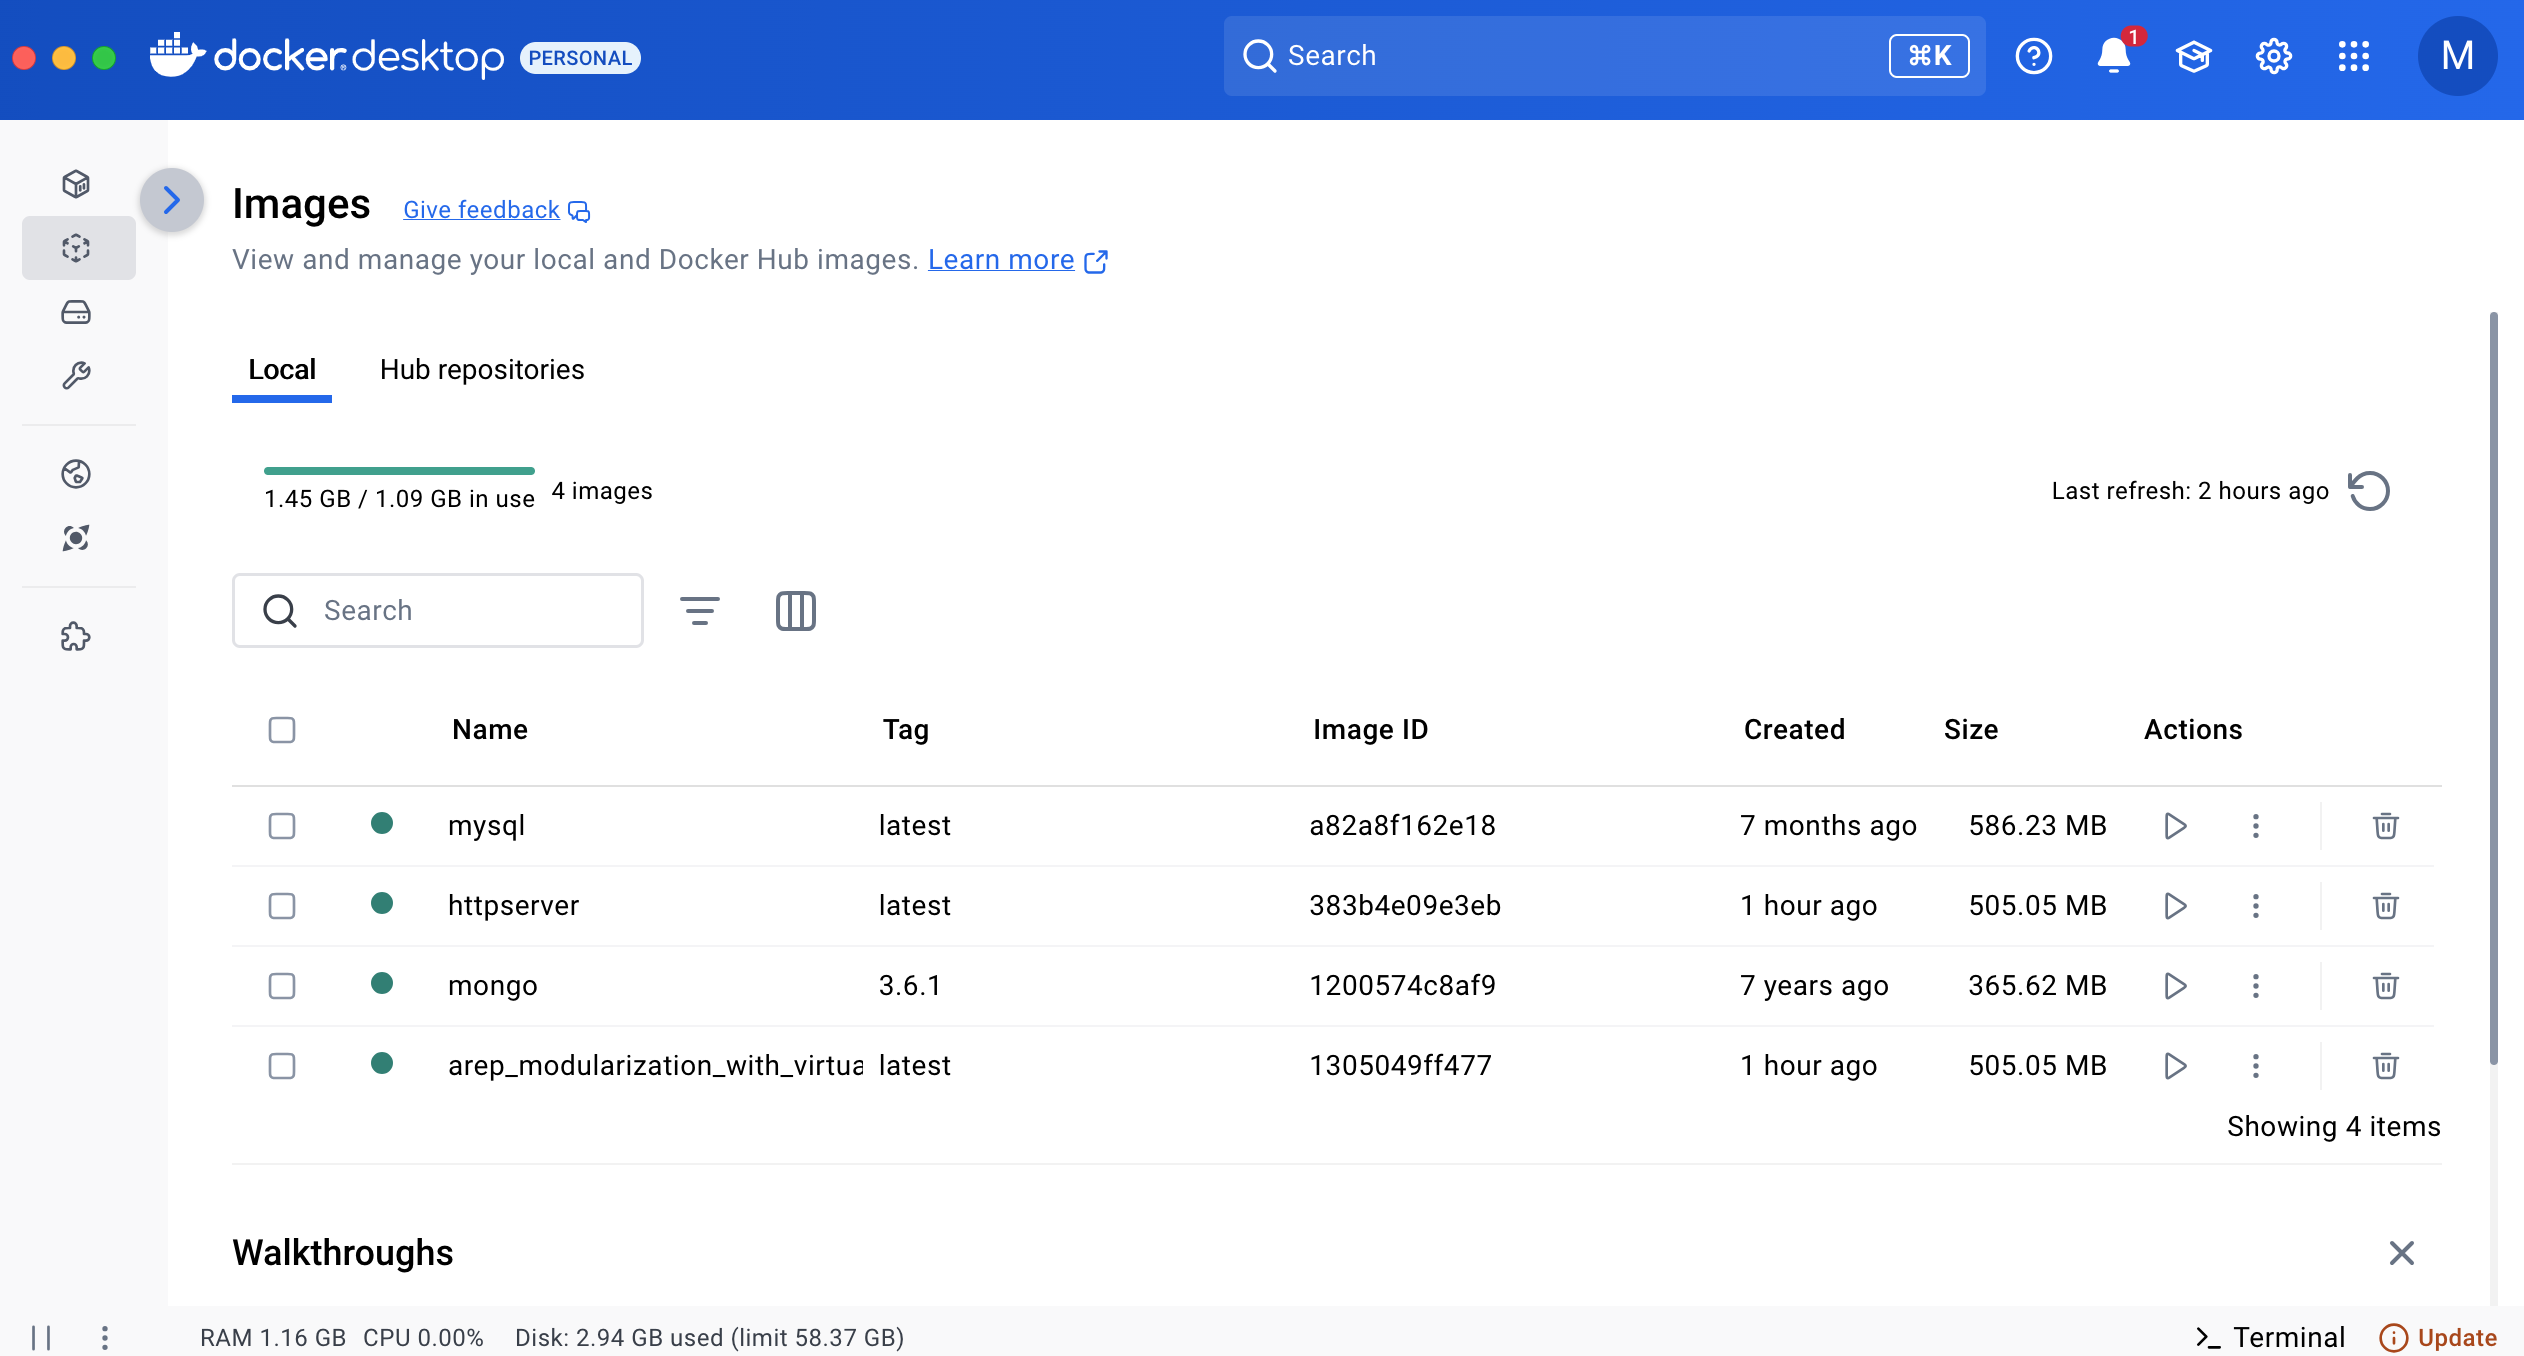 docker desktop PERSONAL
Search
⌘K
1
M
Images Give feedback
View and manage your local and Docker Hub images. Learn more
Local Hub repositories
1.45 GB / 1.09 GB in use 4 images
Last refresh: 2 hours ago
Search
Name Tag Image ID Created Size Actions
mysql latest a82a8f162e18 7 months ago 586.23 MB
httpserver latest 383b4e09e3eb 1 hour ago 505.05 MB
mongo 3.6.1 1200574c8af9 7 years ago 365.62 MB
arep_modularization_with_virtua latest 1305049ff477 1 hour ago 505.05 MB
Showing 4 items
Walkthroughs
RAM 1.16 GB CPU 0.00% Disk: 2.94 GB used (limit 58.37 GB)
Terminal Update